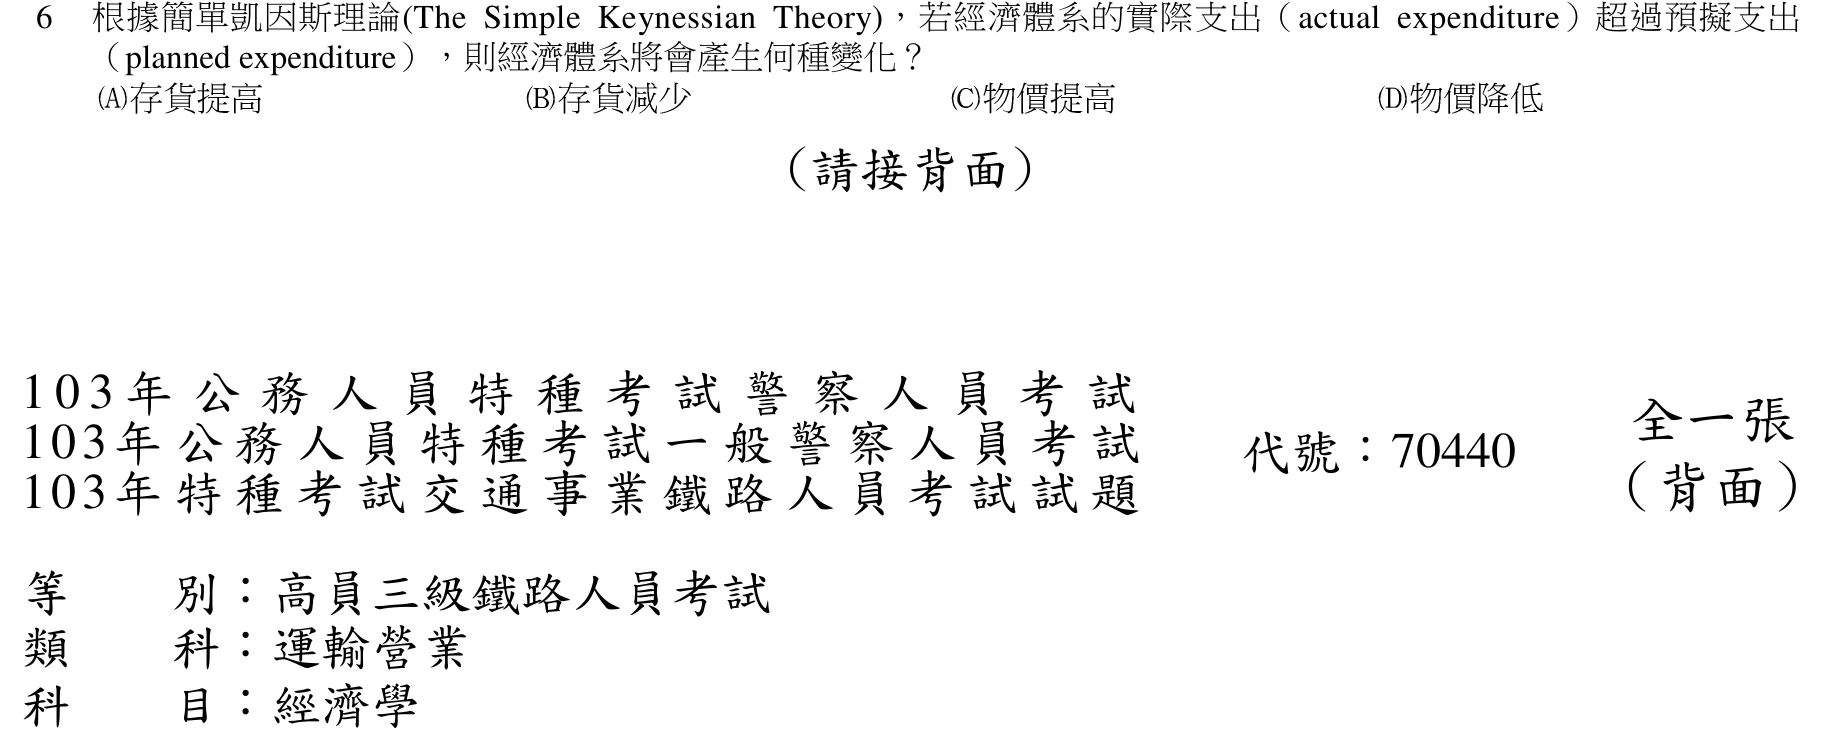 6 根據簡單凱因斯理論(The Simple Keynessian Theory)，若經濟體系的實際支出（actual expenditure）超過預擬支出
（planned expenditure），則經濟體系將會產生何種變化？
(A)存貨提高 (B)存貨減少 (C)物價提高 (D)物價降低
（請接背面）
103年公務人員特種考試警察人員考試
103年公務人員特種考試一般警察人員考試
103年特種考試交通事業鐵路人員考試試題
代號：70440
全一張
（背面）
等別：高員三級鐵路人員考試
類科：運輸營業
科目：經濟學